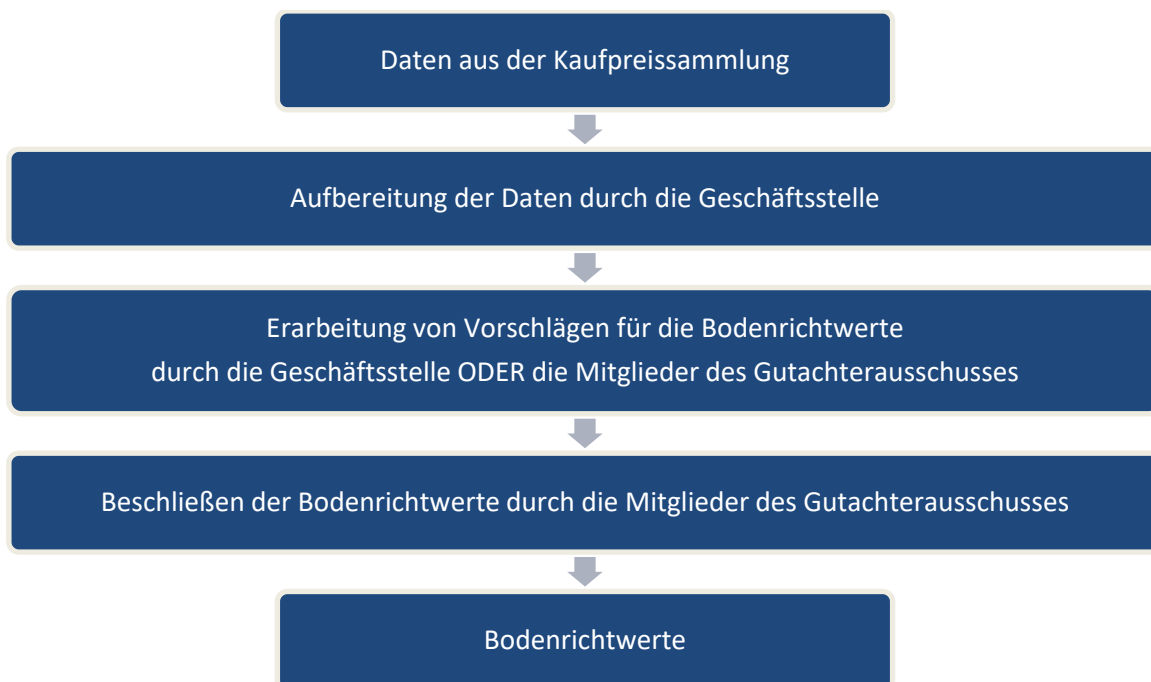 Daten aus der Kaufpreissammlung
Aufbereitung der Daten durch die Geschäftsstelle
Erarbeitung von Vorschlägen für die Bodenrichtwerte
durch die Geschäftsstelle ODER die Mitglieder des Gutachterausschusses
Beschließen der Bodenrichtwerte durch die Mitglieder des Gutachterausschusses
Bodenrichtwerte